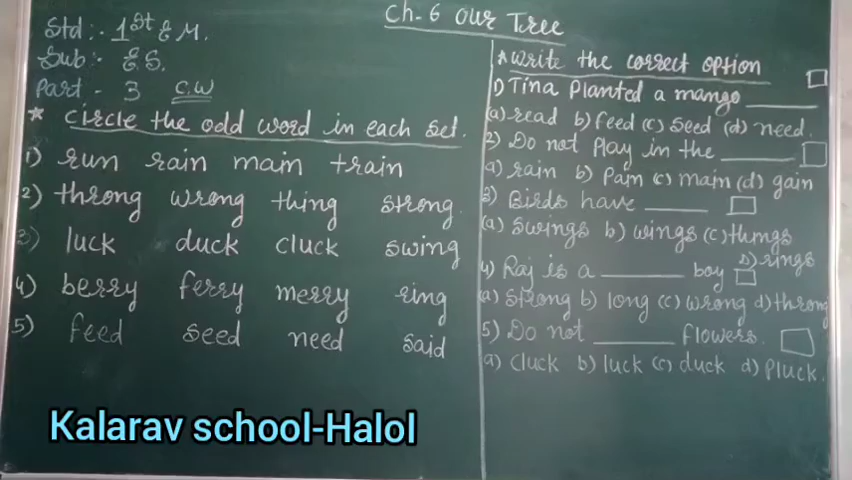 Ch. 6 Our Tree
Std :- 1st E M.
Sub :- E.S.
Part - 3 C.W
* Circle the odd word in each set.
1) run rain main train
2) throng wrong thing strong.
3) luck duck cluck swing
4) berry ferry merry ring
5) feed seed need said
* Write the correct option
1) Tina Planted a mango ______
(a) read b) feed (c) Seed (d) need.
2) Do not Play in the ______
a) rain b) Pain (c) main (d) gain
3) Birds have ______
(a) Swings b) wings (c) things
D) rings
4) Raj is a ______ boy
(a) Strong b) long (c) wrong d) throng
5) Do not ______ flowers.
(a) Cluck b) luck (c) duck d) Pluck.
Kalarav school-Halol